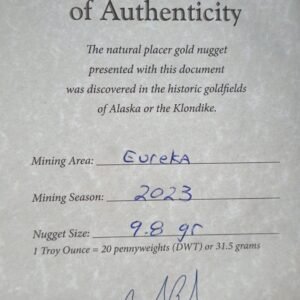 of Authenticity
The natural placer gold nugget
presented with this document
was discovered in the historic goldfields
of Alaska or the Klondike.
Mining Area: Eureka
Mining Season: 2023
Nugget Size: 9.8 gr
1 Troy Ounce = 20 pennyweights (DWT) or 31.5 grams